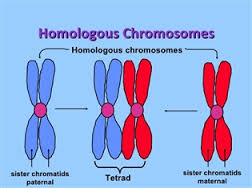 Homologous Chromosomes
Homologous chromosomes
sister chromatids
paternal
Tetrad
sister chromatids
maternal